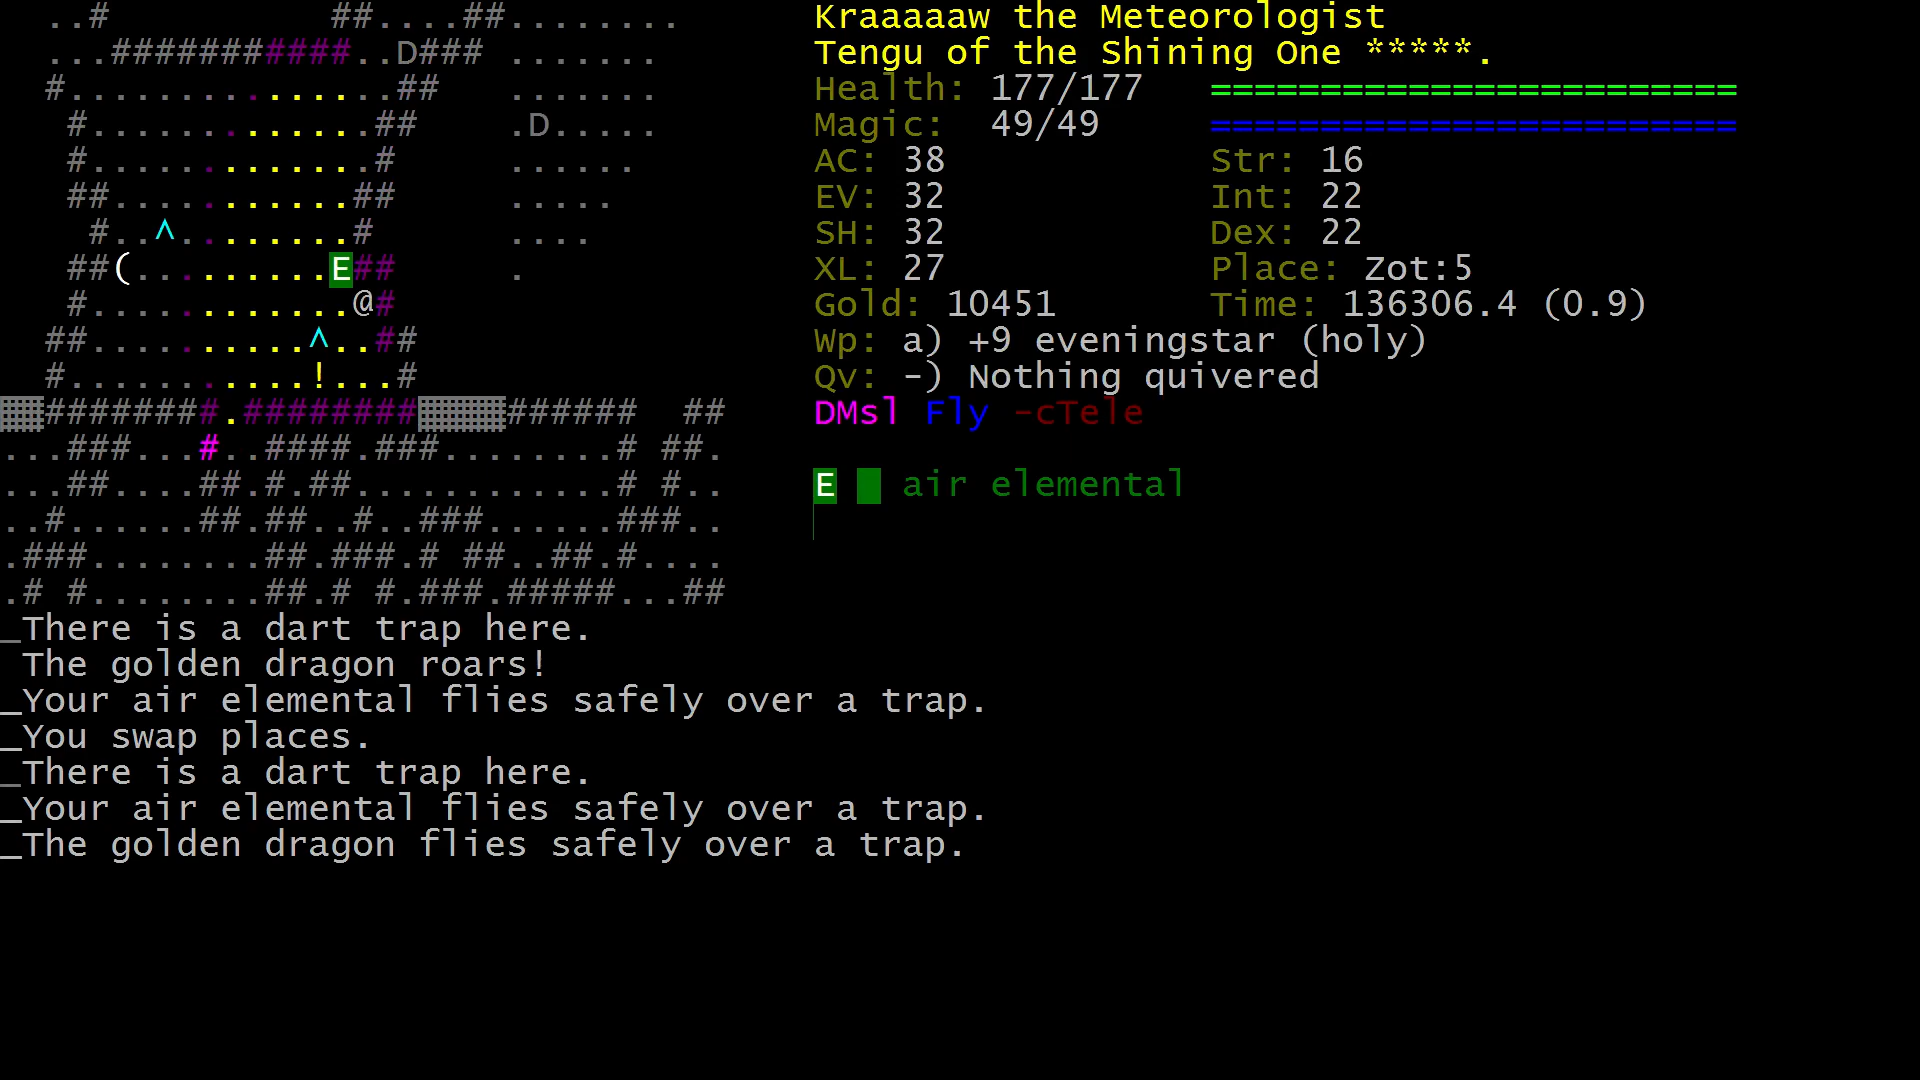 ..#          ##....##........
...###########..D###  .......
#...............##    .......
#..............##    .D.....
#.............#      ......
##...........##      .....
#..^........#       ....
##(.........E##      .
#............@#
##..........^..##
#...........!...#
▓▓########.########▓▓▓▓######  ##
...###...#..####.###........# ##.
...##....##.#.##............# #..
..#......##.##..#..###......###..
.###........##.###.# ##..##.#....
.# #........##.# #.###.#####...##
Kraaaaaw the Meteorologist
Tengu of the Shining One *****.
Health: 177/177 ========================
Magic: 49/49 ========================
AC: 38 Str: 16
EV: 32 Int: 22
SH: 32 Dex: 22
XL: 27 Place: Zot:5
Gold: 10451 Time: 136306.4 (0.9)
Wp: a) +9 eveningstar (holy)
Qv: -) Nothing quivered
DMsl Fly -cTele
E air elemental
_There is a dart trap here.
The golden dragon roars!
_Your air elemental flies safely over a trap.
_You swap places.
_There is a dart trap here.
_Your air elemental flies safely over a trap.
_The golden dragon flies safely over a trap.